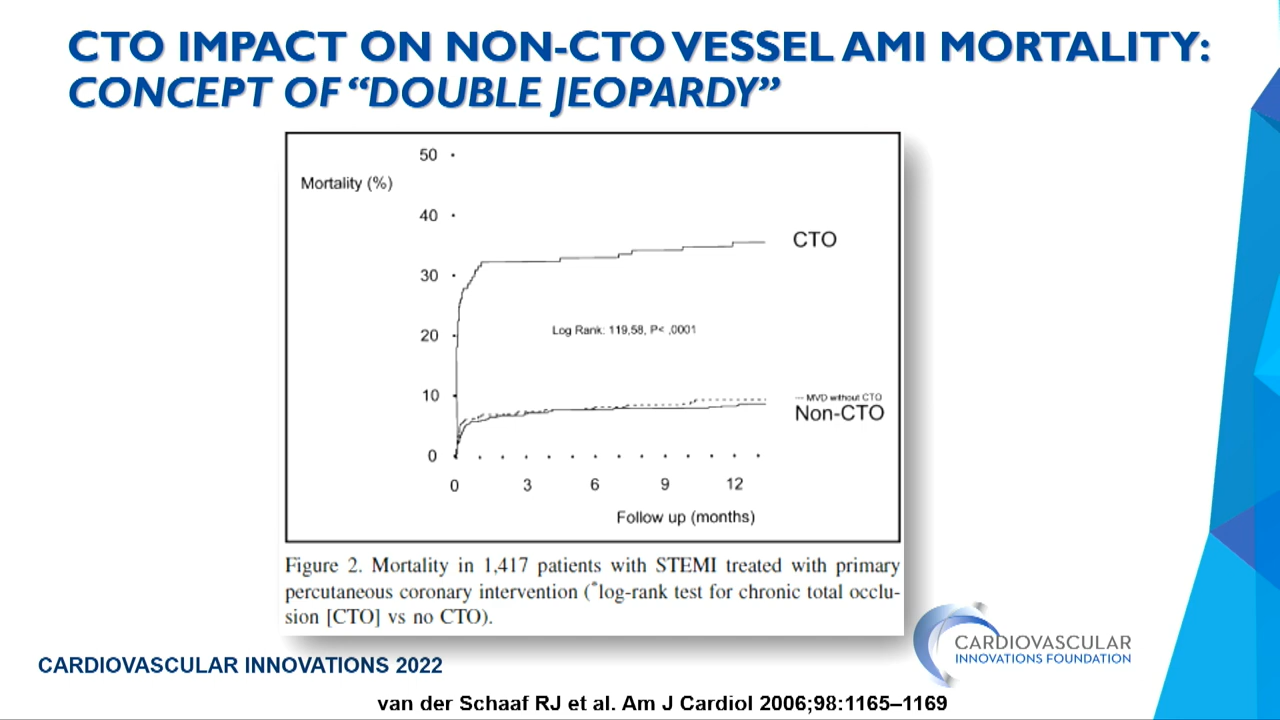 CTO IMPACT ON NON-CTO VESSEL AMI MORTALITY:
CONCEPT OF “DOUBLE JEOPARDY”
50
Mortality (%)
40
CTO
30
20
Log Rank: 119,58, P< ,0001
10
--- MVD without CTO
Non-CTO
0
0 3 6 9 12
Follow up (months)
Figure 2. Mortality in 1,417 patients with STEMI treated with primary
percutaneous coronary intervention (*log-rank test for chronic total occlu-
sion [CTO] vs no CTO).
CARDIOVASCULAR
INNOVATIONS FOUNDATION
CARDIOVASCULAR INNOVATIONS 2022
van der Schaaf RJ et al. Am J Cardiol 2006;98:1165–1169